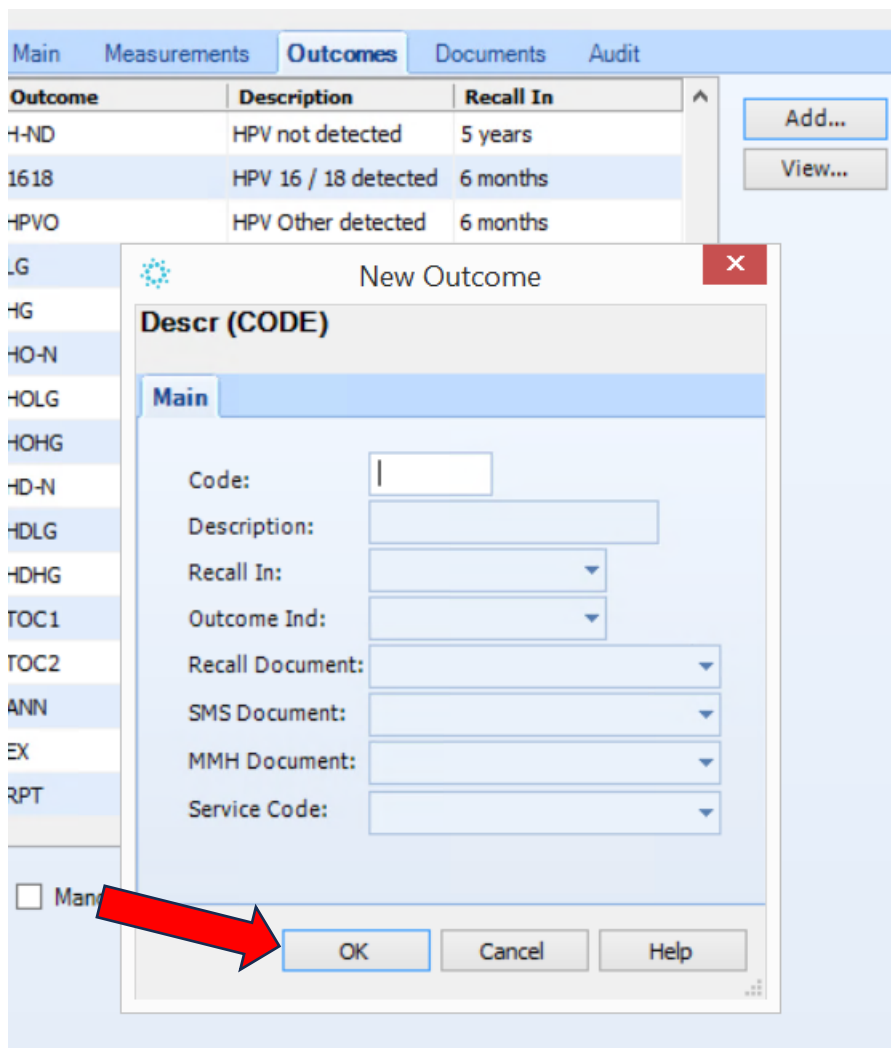 Main Measurements Outcomes Documents Audit
Outcome Description Recall In
Add...
H-ND HPV not detected 5 years
View...
1618 HPV 16 / 18 detected 6 months
HPVO HPV Other detected 6 months
LG
New Outcome
HG
Descr (CODE)
HO-N
HOLG
Main
HOHG
HD-N
Code:
HDLG
Description:
HDHG
Recall In:
TOC1
Outcome Ind:
TOC2
Recall Document:
ANN
SMS Document:
EX
MMH Document:
RPT
Service Code:
OK Cancel Help